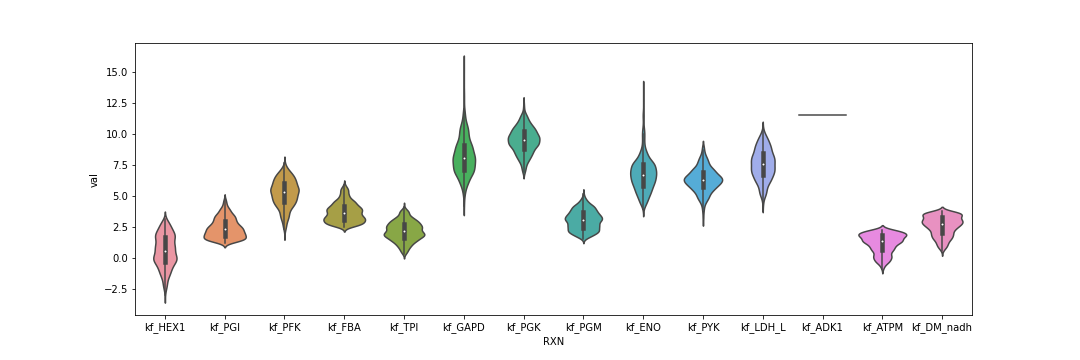 15.0
12.5
10.0
7.5
5.0
2.5
0.0
−2.5
val
kf_HEX1 kf_PGI kf_PFK kf_FBA kf_TPI kf_GAPD kf_PGK kf_PGM kf_ENO kf_PYK kf_LDH_L kf_ADK1 kf_ATPM kf_DM_nadh
RXN